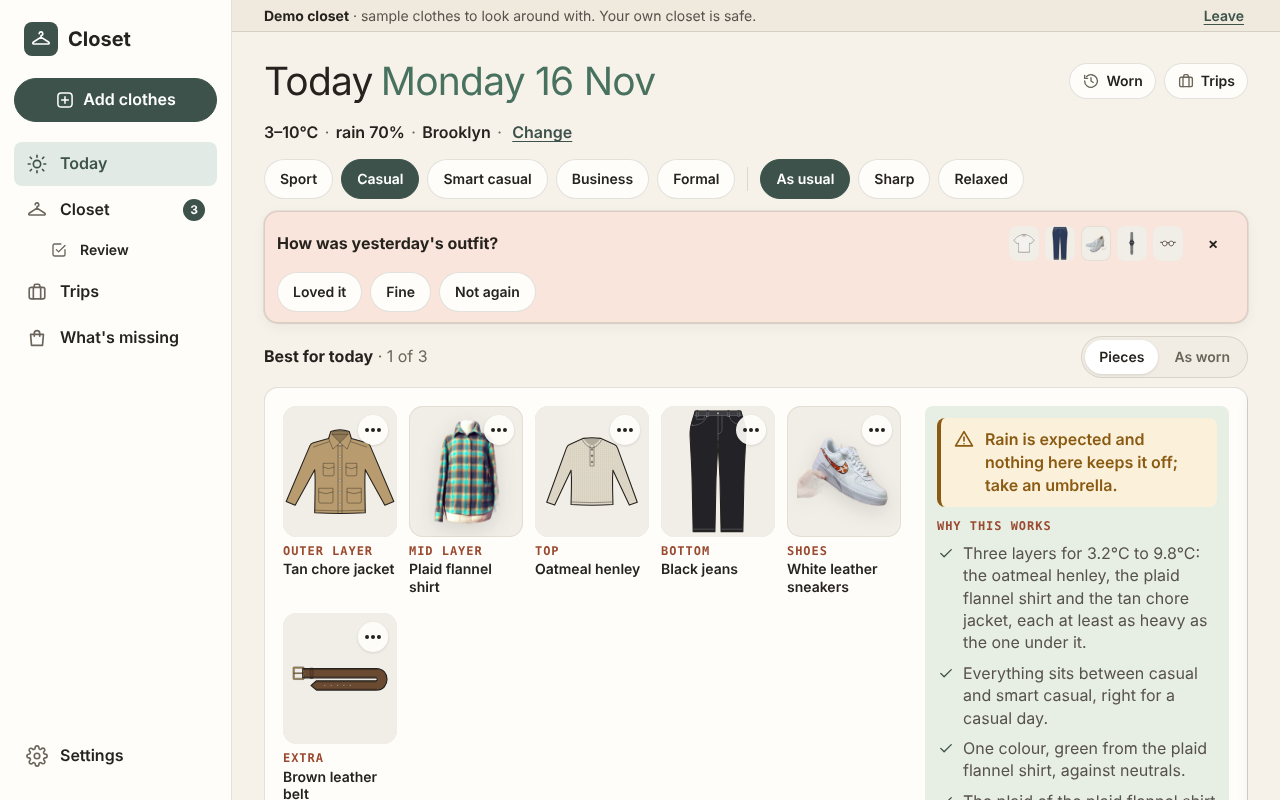 Closet
Add clothes
Today
Closet 3
Review
Trips
What's missing
Settings
Demo closet · sample clothes to look around with. Your own closet is safe.
Leave
Today Monday 16 Nov
Worn
Trips
3–10°C · rain 70% · Brooklyn · Change
Sport
Casual
Smart casual
Business
Formal
As usual
Sharp
Relaxed
How was yesterday's outfit?
×
Loved it
Fine
Not again
Best for today · 1 of 3
Pieces
As worn
OUTER LAYER
Tan chore jacket
MID LAYER
Plaid flannel
shirt
TOP
Oatmeal henley
BOTTOM
Black jeans
SHOES
White leather
sneakers
EXTRA
Brown leather
belt
Rain is expected and
nothing here keeps it off;
take an umbrella.
WHY THIS WORKS
Three layers for 3.2°C to 9.8°C:
the oatmeal henley, the plaid
flannel shirt and the tan chore
jacket, each at least as heavy as
the one under it.
Everything sits between casual
and smart casual, right for a
casual day.
One colour, green from the plaid
flannel shirt, against neutrals.
The plaid of the plaid flannel shirt